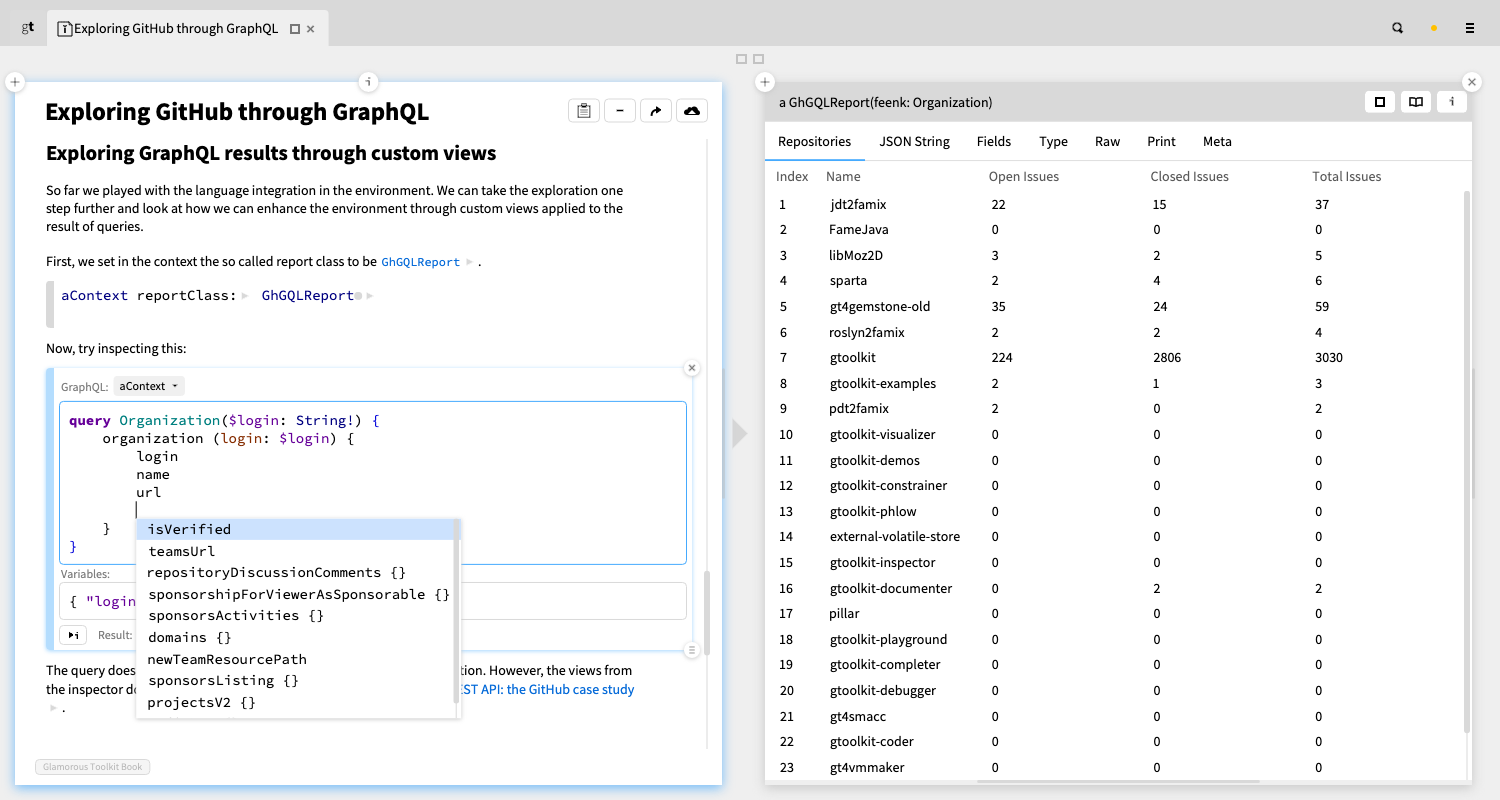 gt
Exploring GitHub through GraphQL
Exploring GitHub through GraphQL
Exploring GraphQL results through custom views
So far we played with the language integration in the environment. We can take the exploration one
step further and look at how we can enhance the environment through custom views applied to the
result of queries.
First, we set in the context the so called report class to be GhGQLReport .
aContext reportClass: GhGQLReport
Now, try inspecting this:
GraphQL: aContext
query Organization($login: String!) {
organization (login: $login) {
login
name
url
}
}
isVerified
teamsUrl
repositoryDiscussionComments {}
sponsorshipForViewerAsSponsorable {}
sponsorsActivities {}
domains {}
newTeamResourcePath
sponsorsListing {}
projectsV2 {}
Variables:
{ "login
Result:
The query does
tion. However, the views from
the inspector
EST API: the GitHub case study
.
Glamorous Toolkit Book
a GhGQLReport(feenk: Organization)
Repositories JSON String Fields Type Raw Print Meta
Index Name Open Issues Closed Issues Total Issues
1 jdt2famix 22 15 37
2 FameJava 0 0 0
3 libMoz2D 3 2 5
4 sparta 2 4 6
5 gt4gemstone-old 35 24 59
6 roslyn2famix 2 2 4
7 gtoolkit 224 2806 3030
8 gtoolkit-examples 2 1 3
9 pdt2famix 2 0 2
10 gtoolkit-visualizer 0 0 0
11 gtoolkit-demos 0 0 0
12 gtoolkit-constrainer 0 0 0
13 gtoolkit-phlow 0 0 0
14 external-volatile-store 0 0 0
15 gtoolkit-inspector 0 0 0
16 gtoolkit-documenter 0 2 2
17 pillar 0 0 0
18 gtoolkit-playground 0 0 0
19 gtoolkit-completer 0 0 0
20 gtoolkit-debugger 0 0 0
21 gt4smacc 0 0 0
22 gtoolkit-coder 0 0 0
23 gt4vmmaker 0 0 0